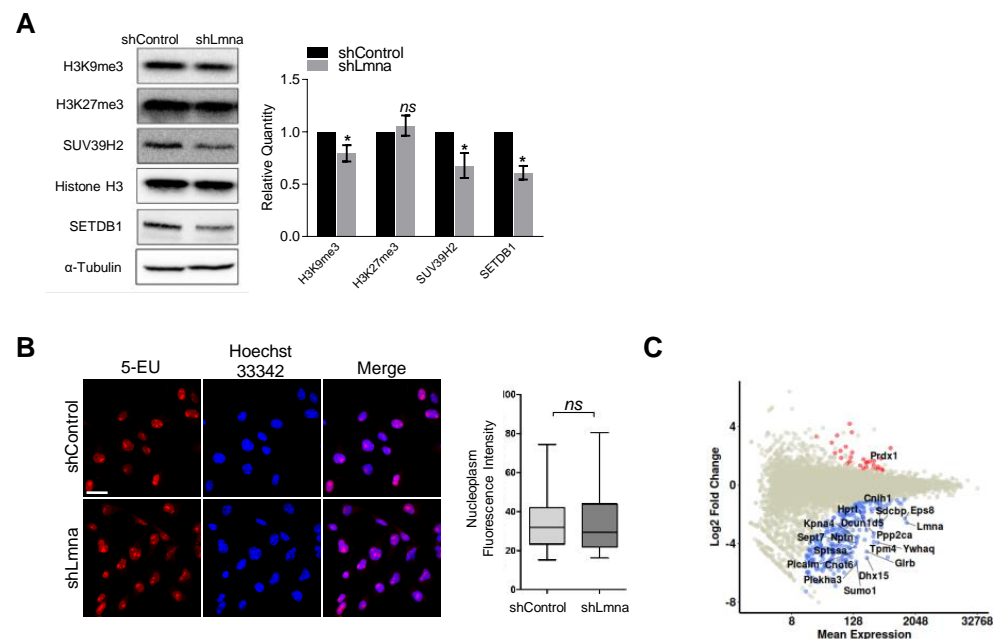 A
shControl shLmna
H3K9me3
H3K27me3
SUV39H2
Histone H3
SETDB1
α-Tubulin
shControl
shLmna
Relative Quantity
1.5
1.0
0.5
0.0
* ns * *
H3K9me3 H3K27me3 SUV39H2 SETDB1
B
5-EU Hoechst 33342 Merge
shControl
shLmna
Nucleoplasm
Fluorescence Intensity
100
80
60
40
20
0
ns
shControl shLmna
C
Log2 Fold Change
4
0
-4
-8
Prdx1
Cnih1
Hprt Sdcbp Eps8
Kpna4 Dcun1d5 Lmna
Sept7 Nptn Ppp2ca
Sptssa Tpm4 Ywhaq
Picalm Cnot6 Glrb
Plekha3 Dhx15
Sumo1
8 128 2048 32768
Mean Expression